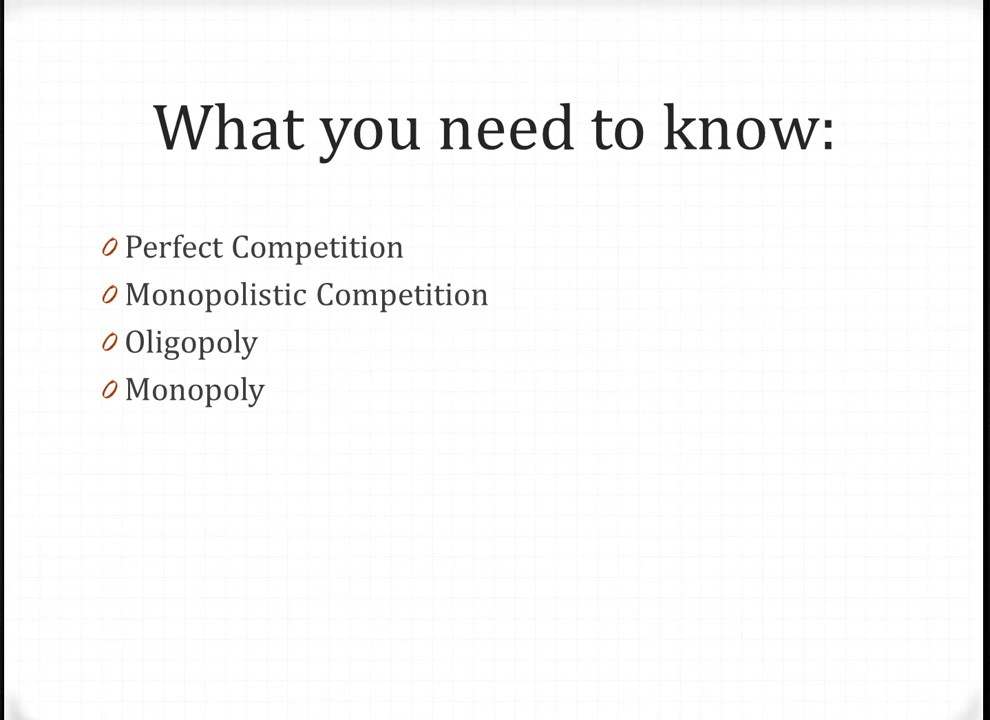 What you need to know:
Perfect Competition
Monopolistic Competition
Oligopoly
Monopoly